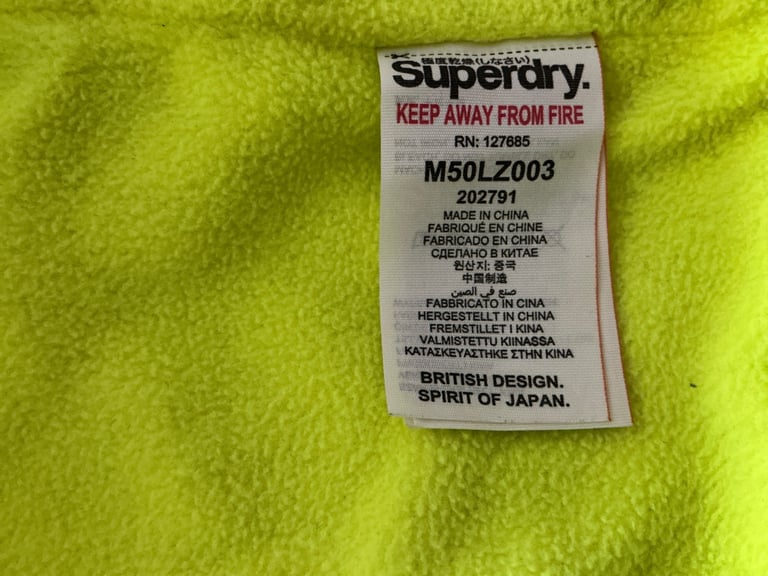 極度乾燥(しなさい)
Superdry.
KEEP AWAY FROM FIRE
RN: 127685
M50LZ003
202791
MADE IN CHINA
FABRIQUÉ EN CHINE
FABRICADO EN CHINA
СДЕЛАНО В КИТАЕ
원산지: 중국
中国制造
صنع في الصين
FABBRICATO IN CINA
HERGESTELLT IN CHINA
FREMSTILLET I KINA
VALMISTETTU KIINASSA
ΚΑΤΑΣΚΕΥΑΣΤΗΚΕ ΣΤΗΝ ΚΙΝΑ
BRITISH DESIGN.
SPIRIT OF JAPAN.